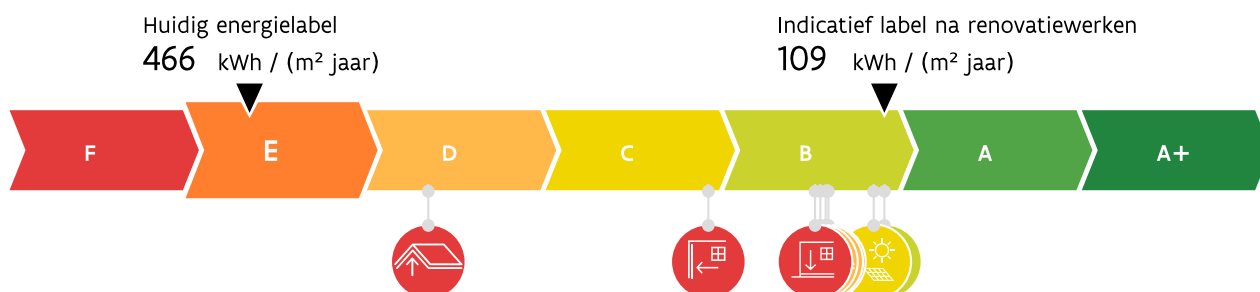 Huidig energielabel
466 kWh / (m² jaar)
Indicatief label na renovatiewerken
109 kWh / (m² jaar)
F E D C B A A+